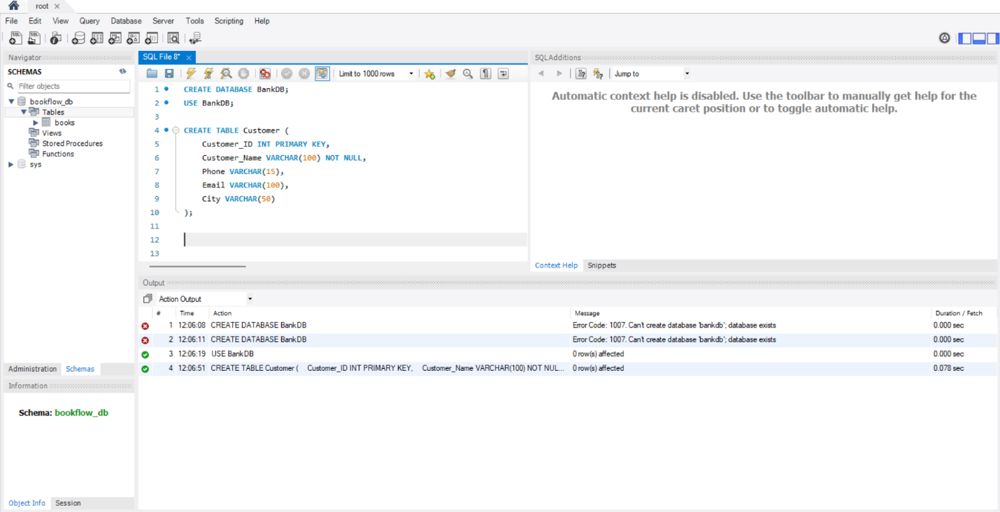 root
File Edit View Query Database Server Tools Scripting Help
Navigator
SCHEMAS
Filter objects
bookflow_db
Tables
books
Views
Stored Procedures
Functions
sys
Administration Schemas
Information
Schema: bookflow_db
Object Info Session
SQL File 8*
Limit to 1000 rows
1 CREATE DATABASE BankDB;
2 USE BankDB;
3
4 CREATE TABLE Customer (
5 Customer_ID INT PRIMARY KEY,
6 Customer_Name VARCHAR(100) NOT NULL,
7 Phone VARCHAR(15),
8 Email VARCHAR(100),
9 City VARCHAR(50)
10 );
11
12
13
SQLAdditions
Jump to
Automatic context help is disabled. Use the toolbar to manually get help for the
current caret position or to toggle automatic help.
Context Help Snippets
Output
Action Output
# Time Action Message Duration / Fetch
1 12:06:08 CREATE DATABASE BankDB Error Code: 1007. Can't create database 'bankdb'; database exists 0.000 sec
2 12:06:11 CREATE DATABASE BankDB Error Code: 1007. Can't create database 'bankdb'; database exists 0.000 sec
3 12:06:19 USE BankDB 0 row(s) affected 0.000 sec
4 12:06:51 CREATE TABLE Customer ( Customer_ID INT PRIMARY KEY, Customer_Name VARCHAR(100) NOT NUL... 0 row(s) affected 0.078 sec